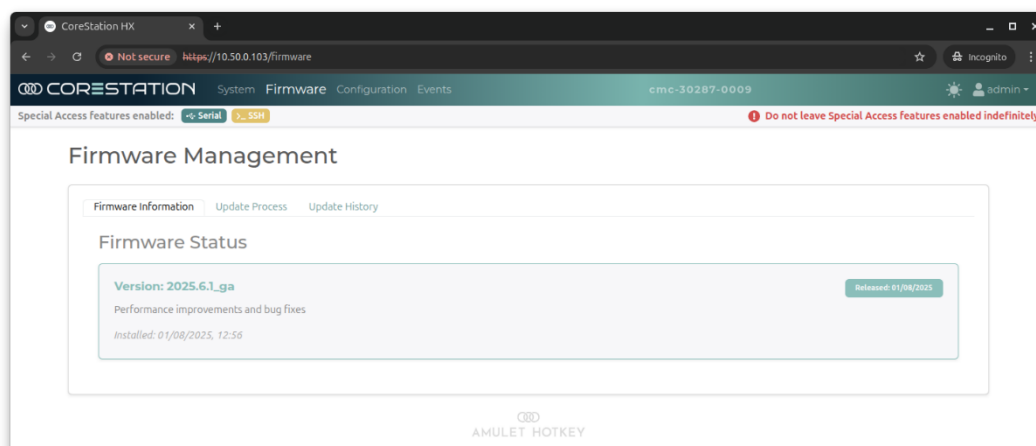 CoreStation HX
Not secure https://10.50.0.103/firmware Incognito
CORESTATION System Firmware Configuration Events cmc-30287-0009 admin
Special Access features enabled: Serial >_ SSH Do not leave Special Access features enabled indefinitely
Firmware Management
Firmware Information Update Process Update History
Firmware Status
Version: 2025.6.1_ga Released: 01/08/2025
Performance improvements and bug fixes
Installed: 01/08/2025, 12:56
AMULET HOTKEY